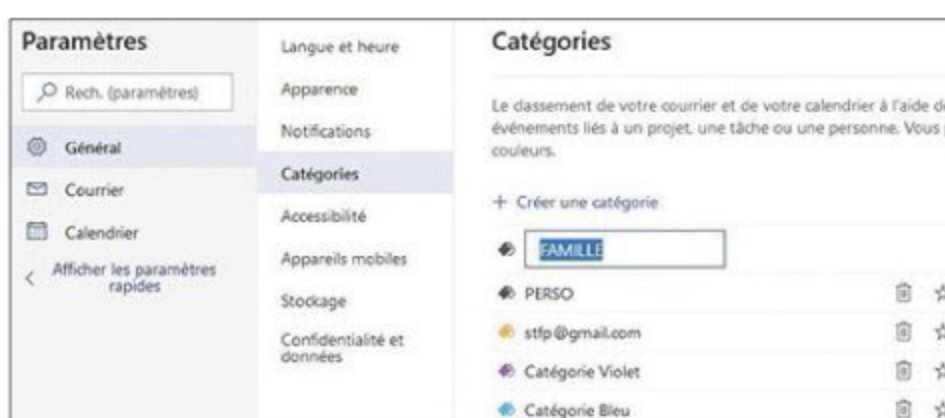 Paramètres
Rech. (paramètres)
Général
Courrier
Calendrier
Afficher les paramètres
rapides
Langue et heure
Apparence
Notifications
Catégories
Accessibilité
Appareils mobiles
Stockage
Confidentialité et
données
Catégories
Le classement de votre courrier et de votre calendrier à l'aide de
événements liés à un projet, une tâche ou une personne. Vous
couleurs.
+ Créer une catégorie
FAMILLE
PERSO
stfp@gmail.com
Catégorie Violet
Catégorie Bleu